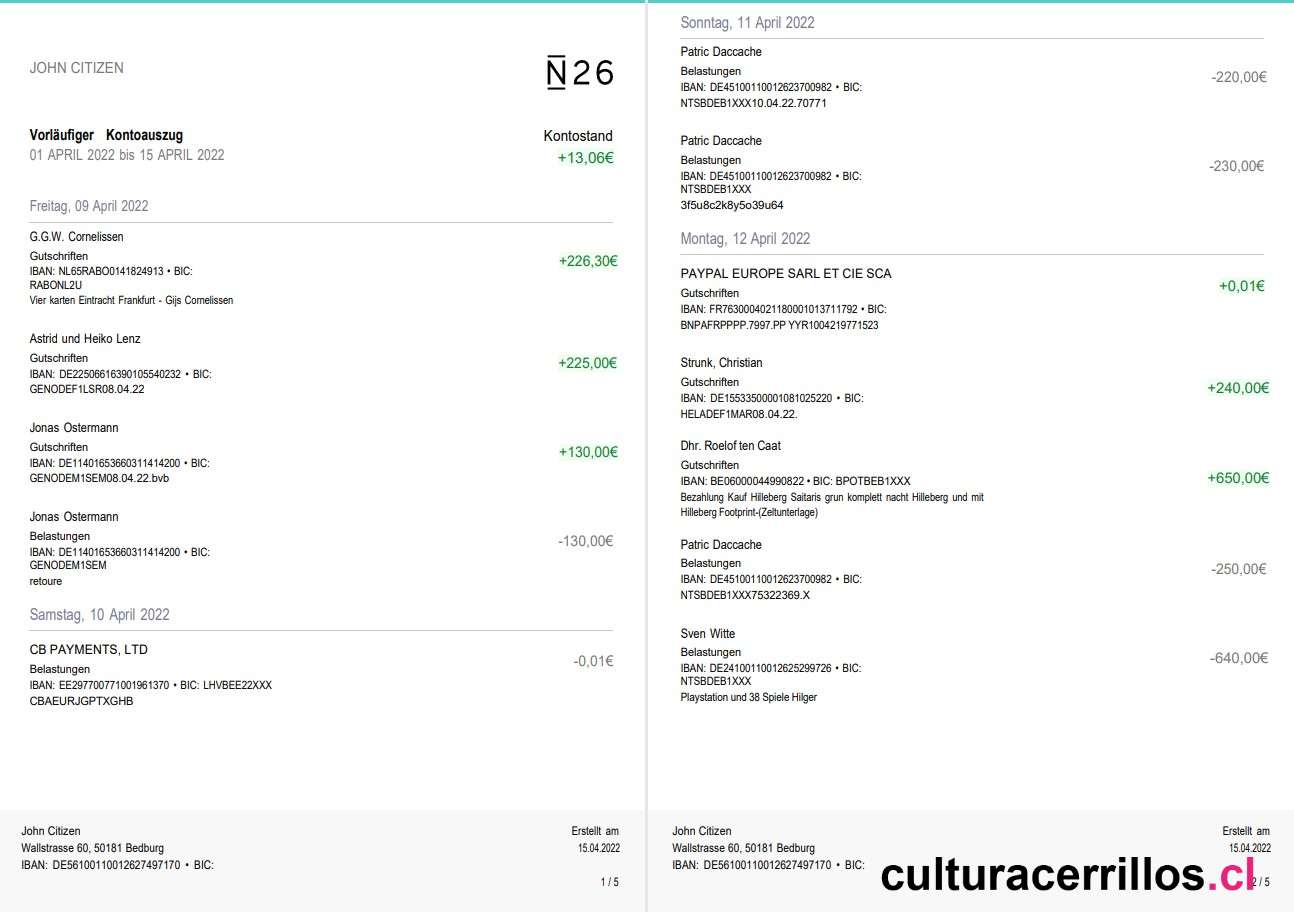 JOHN CITIZEN
N26
Vorläufiger Kontoauszug
Kontostand
01 APRIL 2022 bis 15 APRIL 2022
+13,06€
Freitag, 09 April 2022
G.G.W. Cornelissen
Gutschriften
+226,30€
IBAN: NL65RABO0141824913 • BIC:
RABONL2U
Vier karten Eintracht Frankfurt - Gijs Cornelissen
Astrid und Heiko Lenz
Gutschriften
+225,00€
IBAN: DE22506616390105540232 • BIC:
GENODEF1LSR08.04.22
Jonas Ostermann
Gutschriften
+130,00€
IBAN: DE11401653660311414200 • BIC:
GENODEM1SEM08.04.22.bvb
Jonas Ostermann
Belastungen
-130,00€
IBAN: DE11401653660311414200 • BIC:
GENODEM1SEM
retoure
Samstag, 10 April 2022
CB PAYMENTS, LTD
-0,01€
Belastungen
IBAN: EE297700771001961370 • BIC: LHVBEE22XXX
CBAEURJGPTXGHB
John Citizen
Erstellt am
Wallstrasse 60, 50181 Bedburg
15.04.2022
IBAN: DE56100110012627497170 • BIC:
1 / 5
Sonntag, 11 April 2022
Patric Daccache
Belastungen
-220,00€
IBAN: DE45100110012623700982 • BIC:
NTSBDEB1XXX10.04.22.70771
Patric Daccache
Belastungen
-230,00€
IBAN: DE45100110012623700982 • BIC:
NTSBDEB1XXX
3f5u8c2k8y5o39u64
Montag, 12 April 2022
PAYPAL EUROPE SARL ET CIE SCA
+0,01€
Gutschriften
IBAN: FR7630004021180001013711792 • BIC:
BNPAFRPPPP.7997.PP YYR1004219771523
Strunk, Christian
Gutschriften
+240,00€
IBAN: DE15533500001081025220 • BIC:
HELADEF1MAR08.04.22.
Dhr. Roelof ten Caat
Gutschriften
+650,00€
IBAN: BE06000044990822 • BIC: BPOTBEB1XXX
Bezahlung Kauf Hilleberg Saitaris grun komplett nacht Hilleberg und mit
Hilleberg Footprint-(Zeltunterlage)
Patric Daccache
Belastungen
-250,00€
IBAN: DE45100110012623700982 • BIC:
NTSBDEB1XXX75322369.X
Sven Witte
Belastungen
-640,00€
IBAN: DE24100110012625299726 • BIC:
NTSBDEB1XXX
Playstation und 38 Spiele Hilger
John Citizen
Erstellt am
Wallstrasse 60, 50181 Bedburg
15.04.2022
IBAN: DE56100110012627497170 • BIC:
culturacerrillos.cl
2 / 5